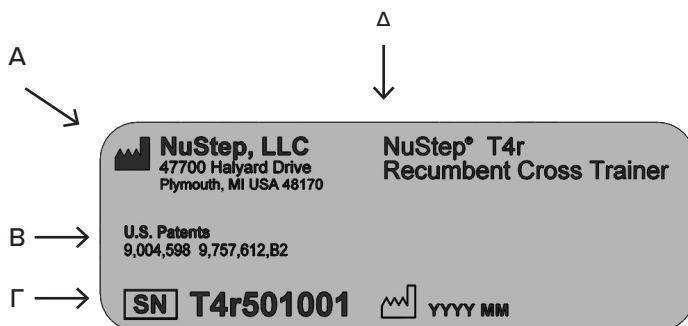 Δ
Α
NuStep, LLC
47700 Halyard Drive
Plymouth, MI USA 48170
NuStep® T4r
Recumbent Cross Trainer
Β
U.S. Patents
9,004,598 9,757,612,B2
Γ
SN T4r501001
YYYY MM